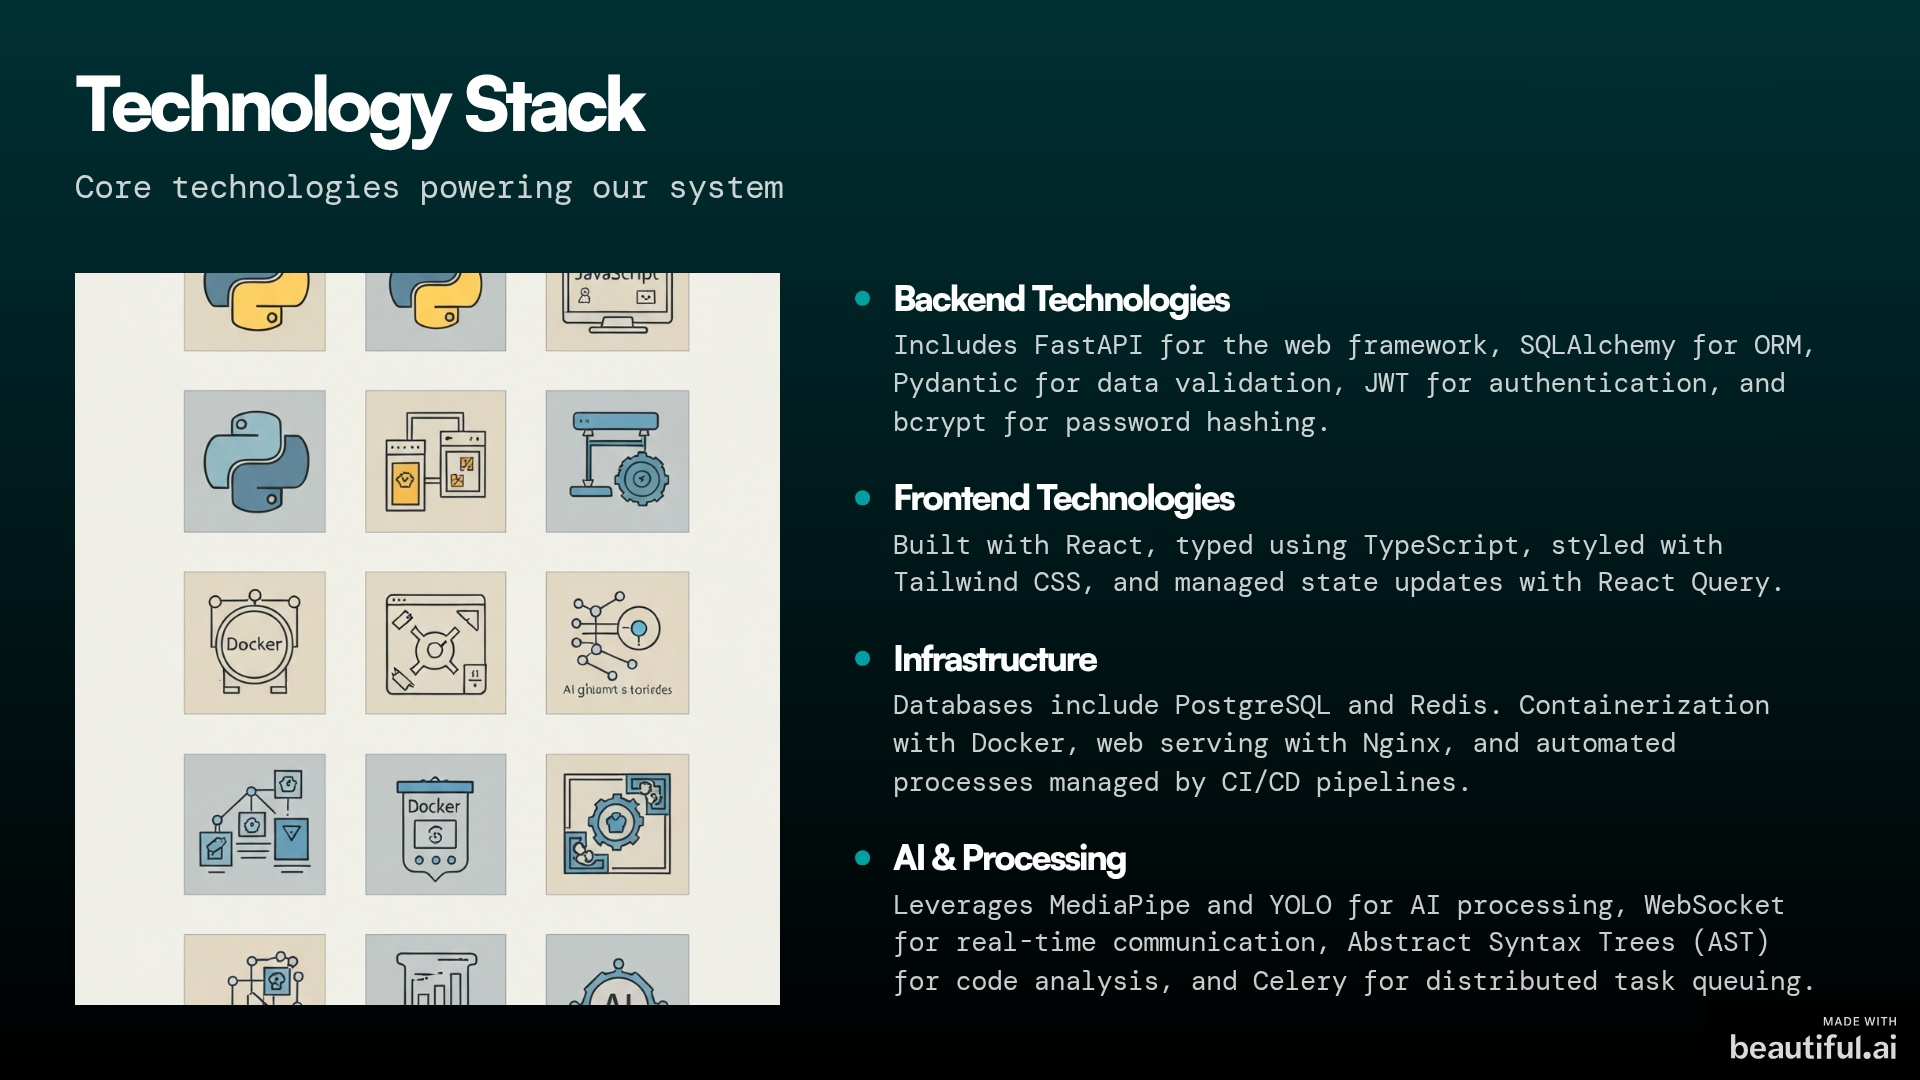 Technology Stack
Core technologies powering our system
JavaScript
Docker
Docker
AI
Backend Technologies
Includes FastAPI for the web framework, SQLAlchemy for ORM,
Pydantic for data validation, JWT for authentication, and
bcrypt for password hashing.
Frontend Technologies
Built with React, typed using TypeScript, styled with
Tailwind CSS, and managed state updates with React Query.
Infrastructure
Databases include PostgreSQL and Redis. Containerization
with Docker, web serving with Nginx, and automated
processes managed by CI/CD pipelines.
AI & Processing
Leverages MediaPipe and YOLO for AI processing, WebSocket
for real-time communication, Abstract Syntax Trees (AST)
for code analysis, and Celery for distributed task queuing.
MADE WITH
beautiful.ai